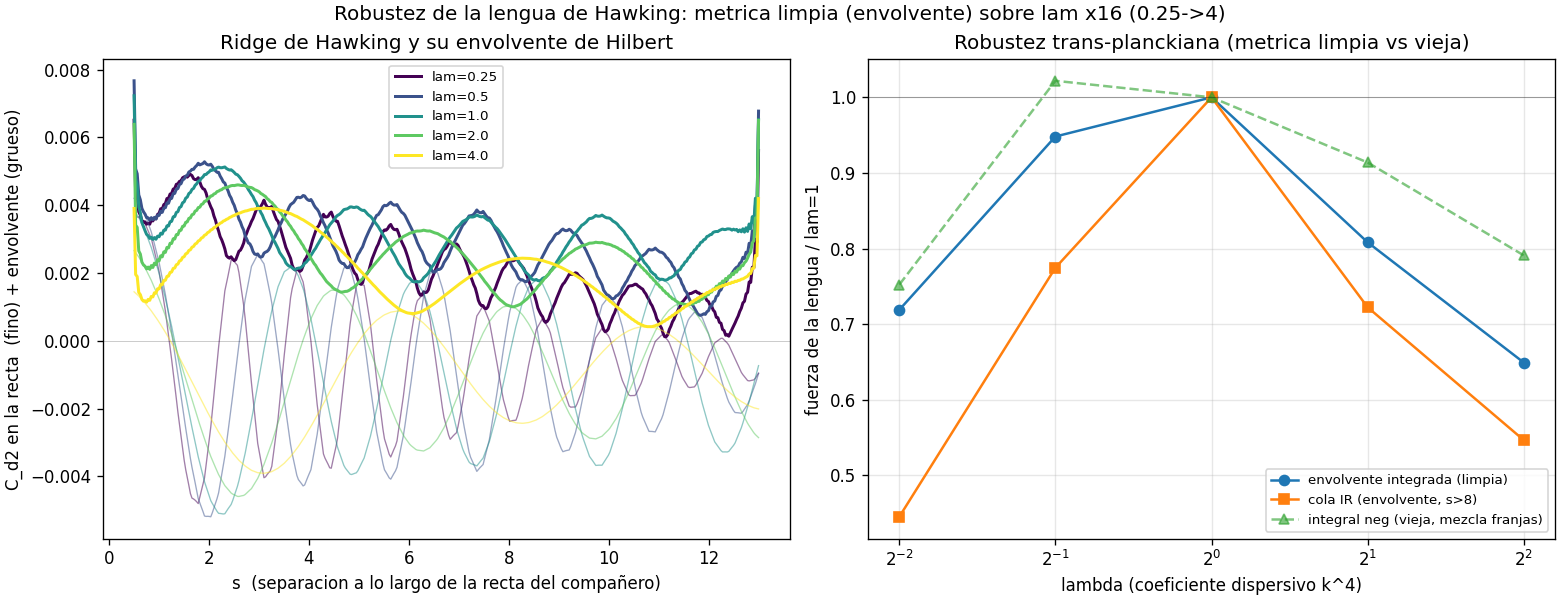 Robustez de la lengua de Hawking: metrica limpia (envolvente) sobre lam x16 (0.25->4)
Ridge de Hawking y su envolvente de Hilbert
C_d2 en la recta  (fino) + envolvente (grueso)
0.008
0.006
0.004
0.002
0.000
−0.002
−0.004
lam=0.25
lam=0.5
lam=1.0
lam=2.0
lam=4.0
0
2
4
6
8
10
12
s  (separacion a lo largo de la recta del compañero)
Robustez trans-planckiana (metrica limpia vs vieja)
fuerza de la lengua / lam=1
1.0
0.9
0.8
0.7
0.6
0.5
envolvente integrada (limpia)
cola IR (envolvente, s>8)
integral neg (vieja, mezcla franjas)
2^−2
2^−1
2^0
2^1
2^2
lambda (coeficiente dispersivo k^4)